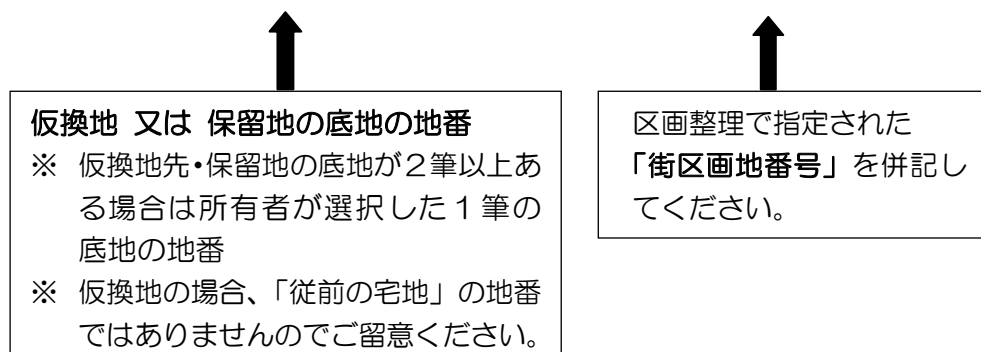 仮換地 又は 保留地の底地の地番
※ 仮換地先・保留地の底地が２筆以上あ
る場合は所有者が選択した１筆の
底地の地番
※ 仮換地の場合、「従前の宅地」の地番
ではありませんのでご留意ください。
区画整理で指定された
「街区画地番号」を併記し
てください。